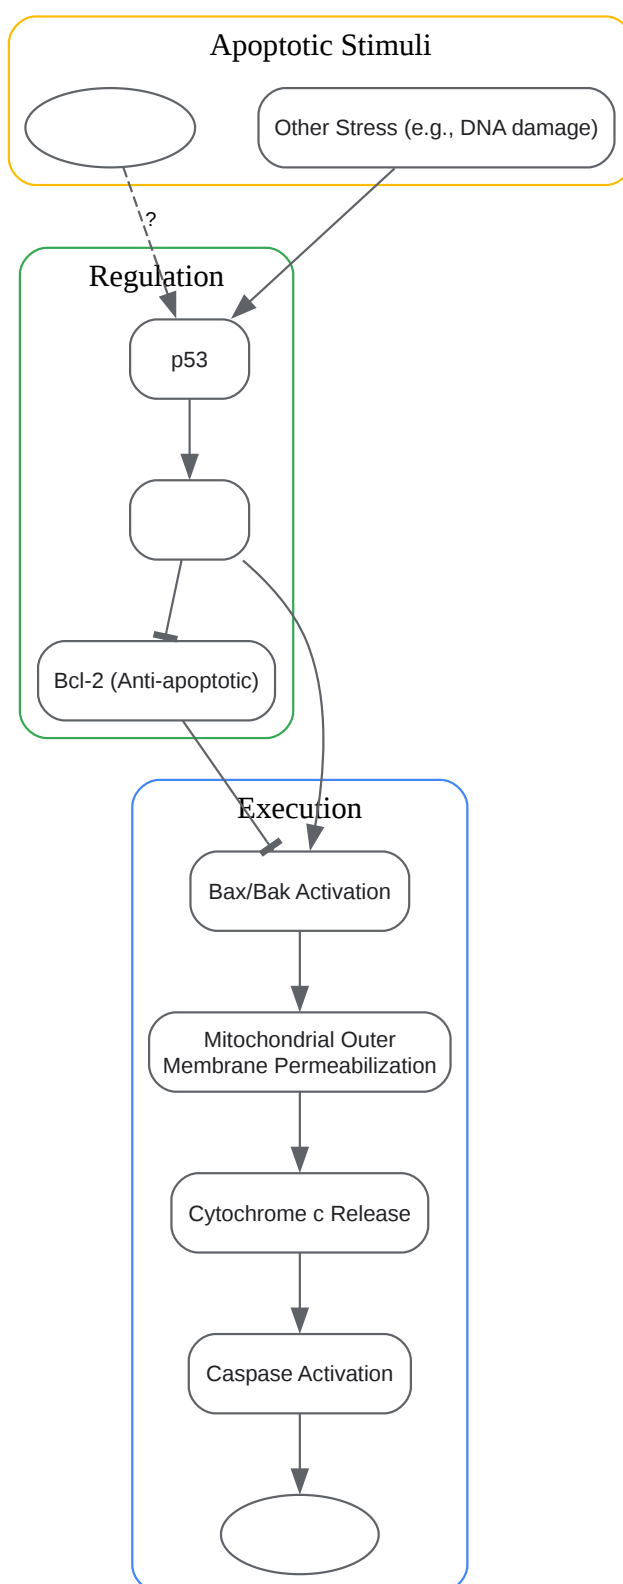 Apoptotic Stimuli
Other Stress (e.g., DNA damage)
?
Regulation
p53
Bcl-2 (Anti-apoptotic)
Execution
Bax/Bak Activation
Mitochondrial Outer
Membrane Permeabilization
Cytochrome c Release
Caspase Activation